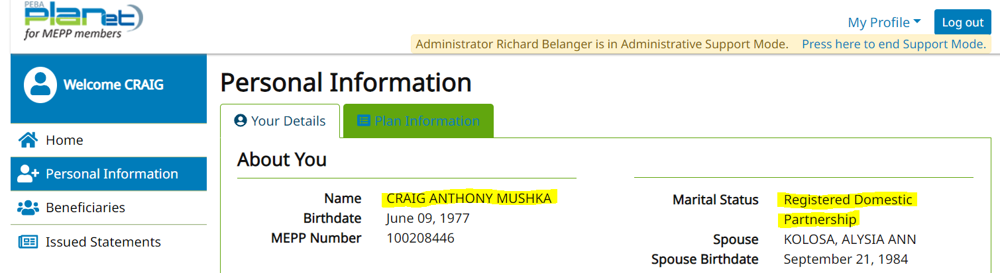 PEBA
planet
for MEPP members
My Profile
Log out
Administrator Richard Belanger is in Administrative Support Mode. Press here to end Support Mode.
Welcome CRAIG
Home
Personal Information
Beneficiaries
Issued Statements
Personal Information
Your Details
Plan Information
About You
Name CRAIG ANTHONY MUSHKA
Birthdate June 09, 1977
MEPP Number 100208446
Marital Status Registered Domestic
Partnership
Spouse KOLOSA, ALYSIA ANN
Spouse Birthdate September 21, 1984